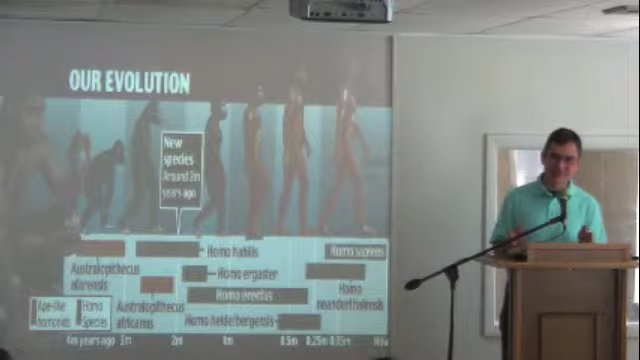 OUR EVOLUTION
New
species
Around 2m
years ago
Homo habilis
Homo sapiens
Australopithecus
afarensis
Homo ergaster
Homo
neanderthalensis
Homo erectus
Australopithecus
africanus
Homo heidelbergensis
Ape-like
Homo
Species
4m years ago 3m 2m 1m 0.5m 0.25m 0.05m Now